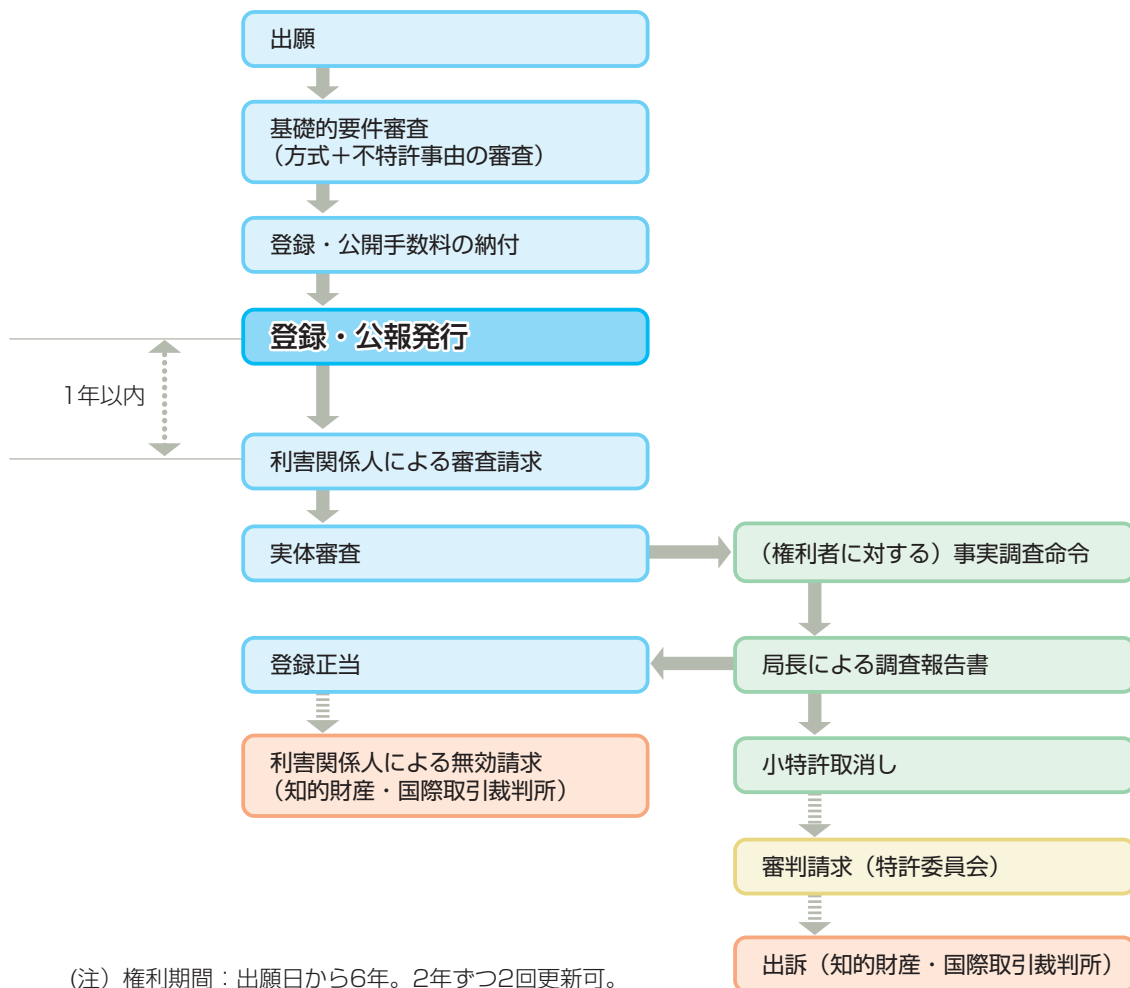 出願
基礎的要件審査
（方式＋不特許事由の審査）
登録・公開手数料の納付
登録・公報発行
1年以内
利害関係人による審査請求
実体審査
（権利者に対する）事実調査命令
登録正当
局長による調査報告書
利害関係人による無効請求
（知的財産・国際取引裁判所）
小特許取消し
審判請求（特許委員会）
出訴（知的財産・国際取引裁判所）
(注）権利期間：出願日から6年。2年ずつ2回更新可。